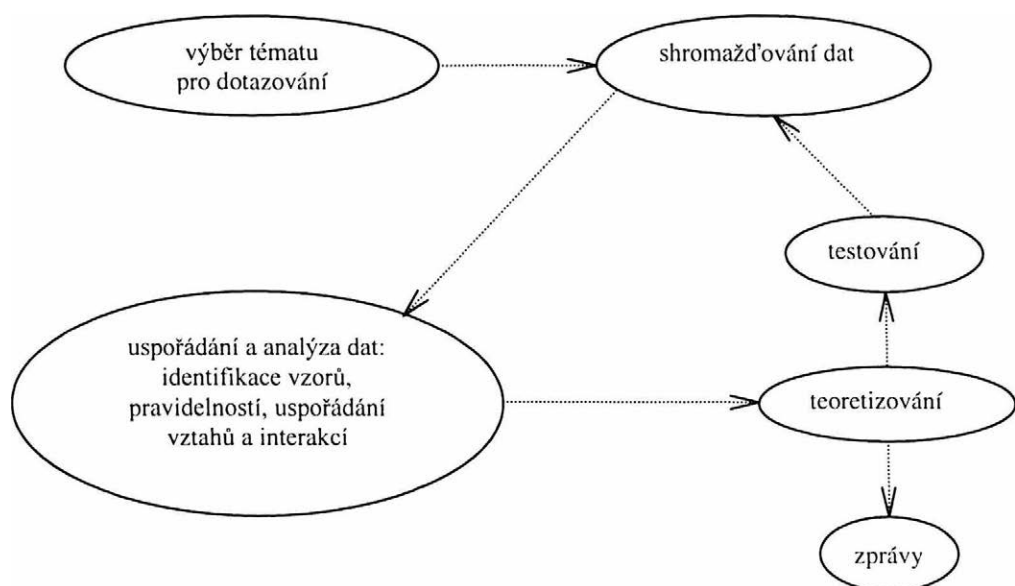 výběr tématu
pro dotazování
shromažďování dat
testování
uspořádání a analýza dat:
identifikace vzorů,
pravidelností, uspořádání
vztahů a interakcí
teoretizování
zprávy